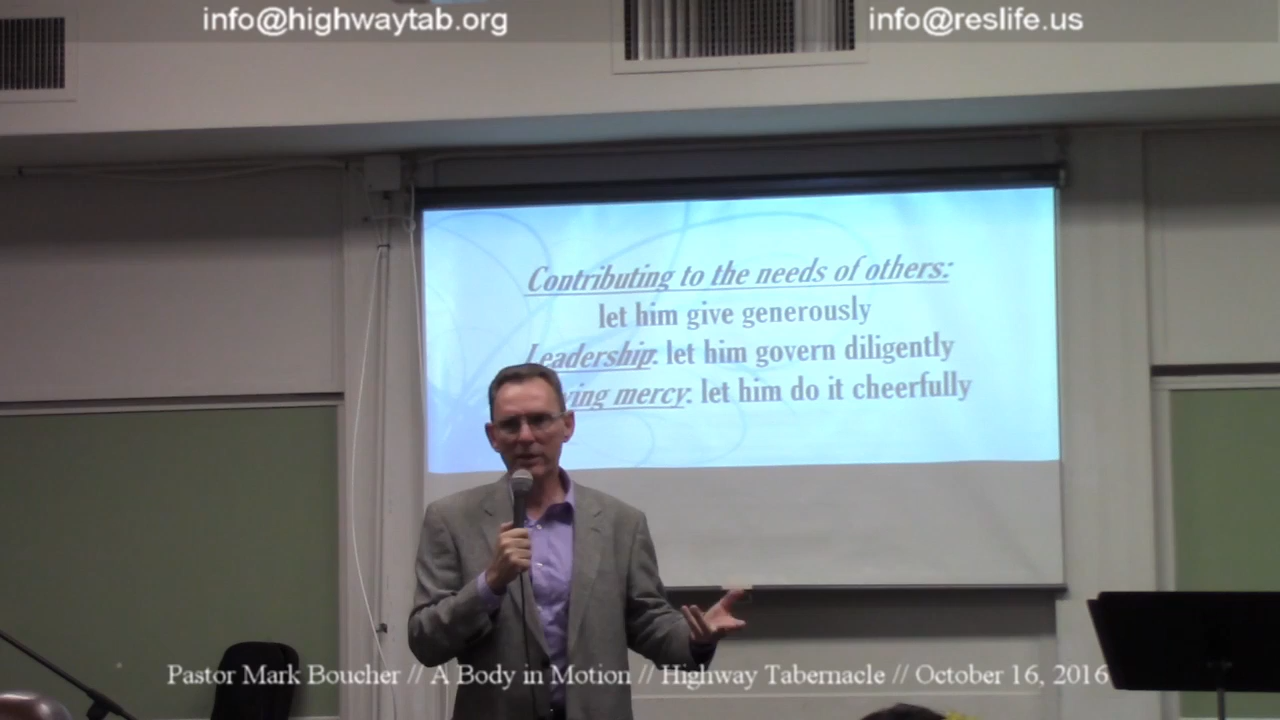 info@highwaytab.org
info@reslife.us
Contributing to the needs of others:
let him give generously
Leadership: let him govern diligently
mercy: let him do it cheerfully
Pastor Mark Boucher // A Body in Motion // Highway Tabernacle // October 16, 2016